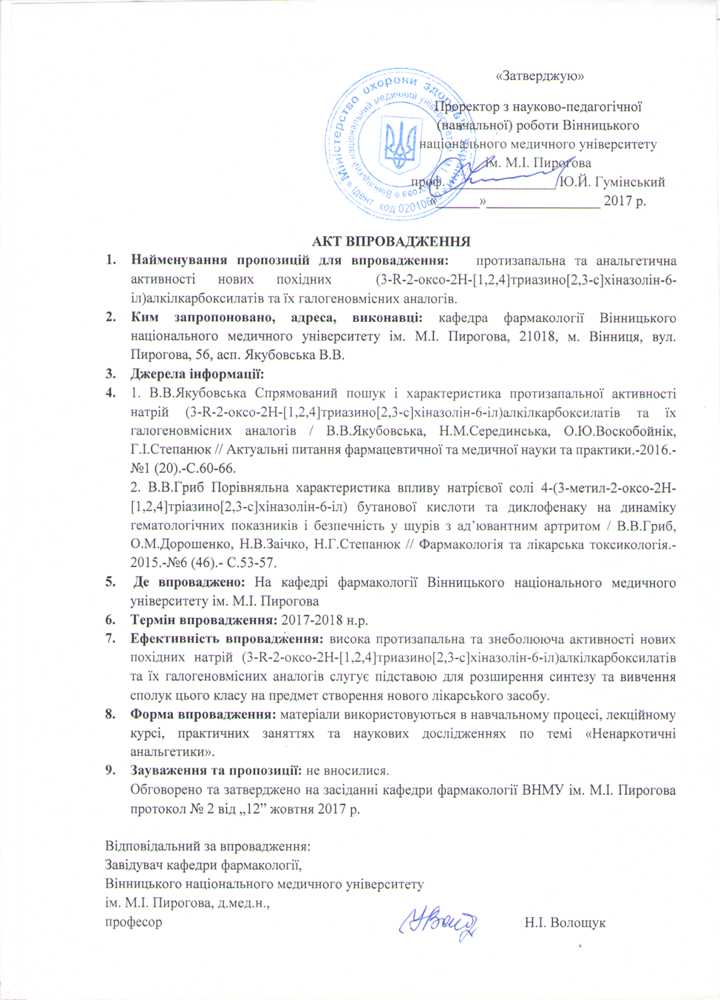 «Затверджую»
Проректор з науково-педагогічної
(навчальної) роботи Вінницького
національного медичного університету
ім. М.І. Пирогова
проф. _______________ Ю.Й. Гумінський
«______»________________ 2017 р.
Міністерство охорони здоров'я України * Ідент. код 02010669 *
Вінницький національний медичний університет ім. М.І. Пирогова *
АКТ ВПРОВАДЖЕННЯ
1. Найменування пропозицій для впровадження: протизапальна та анальгетична
активності нових похідних (3-R-2-оксо-2H-[1,2,4]триазино[2,3-c]хіназолін-6-
іл)алкілкарбоксилатів та їх галогеновмісних аналогів.
2. Ким запропоновано, адреса, виконавці: кафедра фармакології Вінницького
національного медичного університету ім. М.І. Пирогова, 21018, м. Вінниця, вул.
Пирогова, 56, асп. Якубовська В.В.
3. Джерела інформації:
4. 1. В.В.Якубовська Спрямований пошук і характеристика протизапальної активності
натрій (3-R-2-оксо-2H-[1,2,4]триазино[2,3-c]хіназолін-6-іл)алкілкарбоксилатів та їх
галогеновмісних аналогів / В.В.Якубовська, Н.М.Серединська, О.Ю.Воскобойнік,
Г.І.Степанюк // Актуальні питання фармацевтичної та медичної науки та практики.-2016.-
№1 (20).-С.60-66.
2. В.В.Гриб Порівняльна характеристика впливу натрієвої солі 4-(3-метил-2-оксо-2H-
[1,2,4]тріазино[2,3-c]хіназолін-6-іл) бутанової кислоти та диклофенаку на динаміку
гематологічних показників і безпечність у щурів з ад’ювантним артритом / В.В.Гриб,
О.М.Дорошенко, Н.В.Заічко, Н.Г.Степанюк // Фармакологія та лікарська токсикологія.-
2015.-№6 (46).- С.53-57.
5. Де впроваджено: На кафедрі фармакології Вінницького національного медичного
університету ім. М.І. Пирогова
6. Термін впровадження: 2017-2018 н.р.
7. Ефективність впровадження: висока протизапальна та знеболююча активності нових
похідних натрій (3-R-2-оксо-2H-[1,2,4]триазино[2,3-c]хіназолін-6-іл)алкілкарбоксилатів
та їх галогеновмісних аналогів слугує підставою для розширення синтезу та вивчення
сполук цього класу на предмет створення нового лікарського засобу.
8. Форма впровадження: матеріали використовуються в навчальному процесі, лекційному
курсі, практичних заняттях та наукових дослідженнях по темі «Ненаркотичні
анальгетики».
9. Зауваження та пропозиції: не вносилися.
Обговорено та затверджено на засіданні кафедри фармакології ВНМУ ім. М.І. Пирогова
протокол № 2 від „12” жовтня 2017 р.
Відповідальний за впровадження:
Завідувач кафедри фармакології,
Вінницького національного медичного університету
ім. М.І. Пирогова, д.мед.н.,
професор Н.І. Волощук